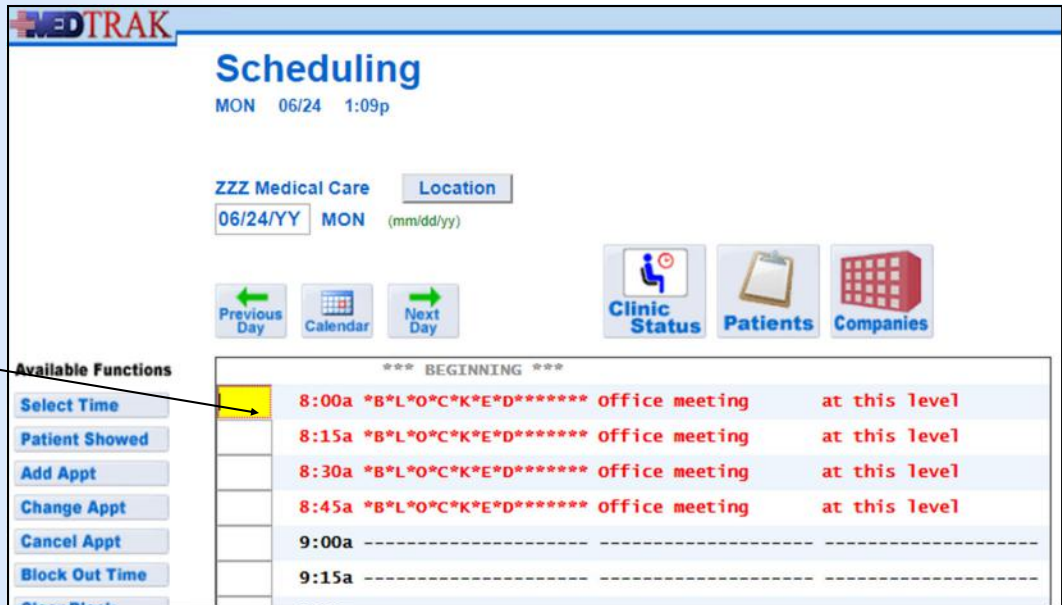 MEDTRAK
Scheduling
MON 06/24 1:09p
ZZZ Medical Care Location
06/24/YY MON (mm/dd/yy)
Previous Day
Calendar
Next Day
Clinic Status
Patients
Companies
Available Functions
Select Time
Patient Showed
Add Appt
Change Appt
Cancel Appt
Block Out Time
*** BEGINNING ***
8:00a *B*L*O*C*K*E*D******* Office meeting at this level
8:15a *B*L*O*C*K*E*D******* Office meeting at this level
8:30a *B*L*O*C*K*E*D******* Office meeting at this level
8:45a *B*L*O*C*K*E*D******* Office meeting at this level
9:00a --------------------- -------------------- --------------------
9:15a --------------------- -------------------- --------------------